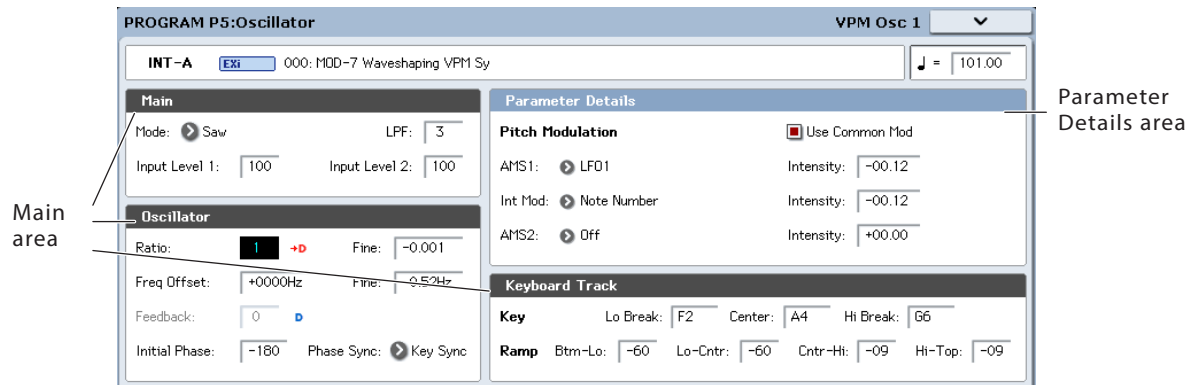 PROGRAM P5:Oscillator VPM Osc 1
INT-A EXi 000: MOD-7 Waveshaping VPM Sy ♩ = 101.00
Main
Mode: Saw LPF: 3
Input Level 1: 100 Input Level 2: 100
Oscillator
Ratio: 1 →D Fine: -0.001
Freq Offset: +0000Hz Fine: -0.52Hz
Feedback: 0 D
Initial Phase: -180 Phase Sync: Key Sync
Parameter Details
Pitch Modulation Use Common Mod
AMS1: LFO1 Intensity: -00.12
Int Mod: Note Number Intensity: -00.12
AMS2: Off Intensity: +00.00
Keyboard Track
Key Lo Break: F2 Center: A4 Hi Break: G6
Ramp Btm-Lo: -60 Lo-Cntr: -60 Cntr-Hi: -09 Hi-Top: -09
Main
area
Parameter
Details area